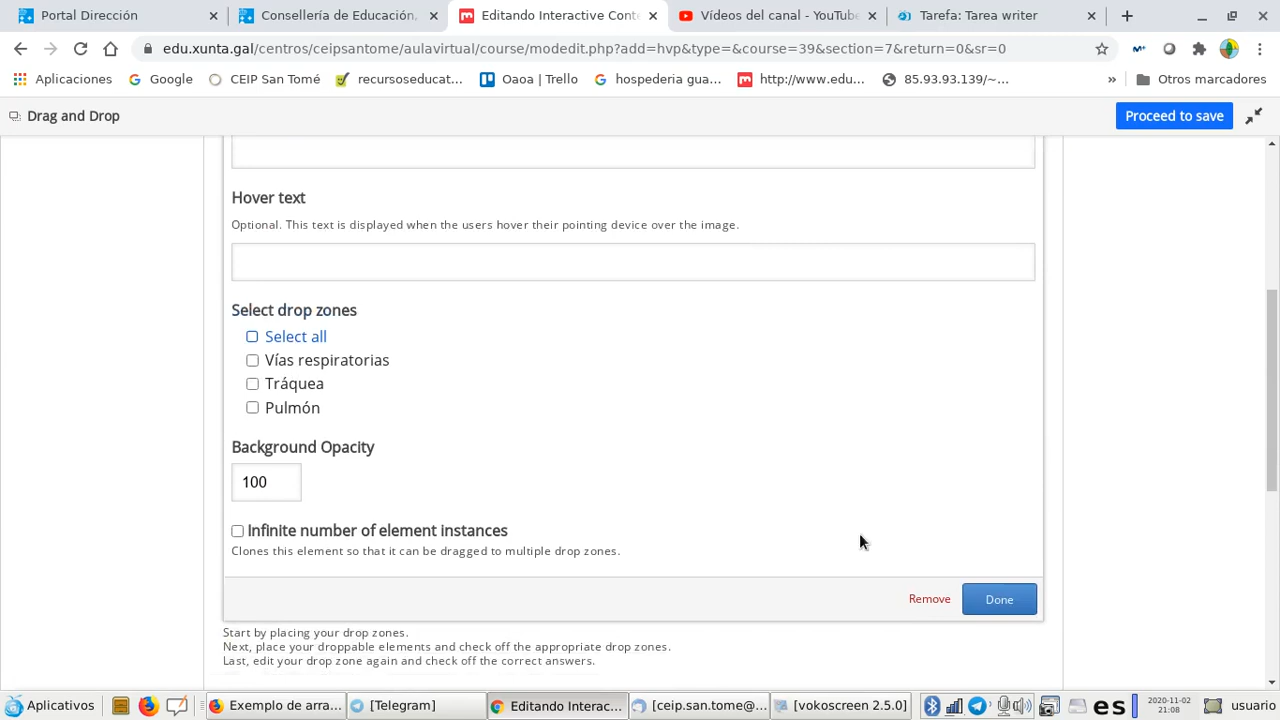 Portal Dirección
Consellería de Educación,
Editando Interactive Conte
Vídeos del canal - YouTube
Tarefa: Tarea writer
edu.xunta.gal/centros/ceipsantome/aulavirtual/course/modedit.php?add=hvp&type=&course=39&section=7&return=0&sr=0
Aplicaciones
Google
CEIP San Tomé
recursoseducat...
Oaoa | Trello
hospederia gua...
http://www.edu...
85.93.93.139/~...
»
Otros marcadores
Drag and Drop
Proceed to save
Hover text
Optional. This text is displayed when the users hover their pointing device over the image.
Select drop zones
Select all
Vías respiratorias
Tráquea
Pulmón
Background Opacity
100
Infinite number of element instances
Clones this element so that it can be dragged to multiple drop zones.
Remove
Done
Start by placing your drop zones.
Next, place your droppable elements and check off the appropriate drop zones.
Last, edit your drop zone again and check off the correct answers.
Aplicativos
Exemplo de arra...
[Telegram]
Editando Interac...
[ceip.san.tome@...
[vokoscreen 2.5.0]
es
2020-11-02
21:08
usuario